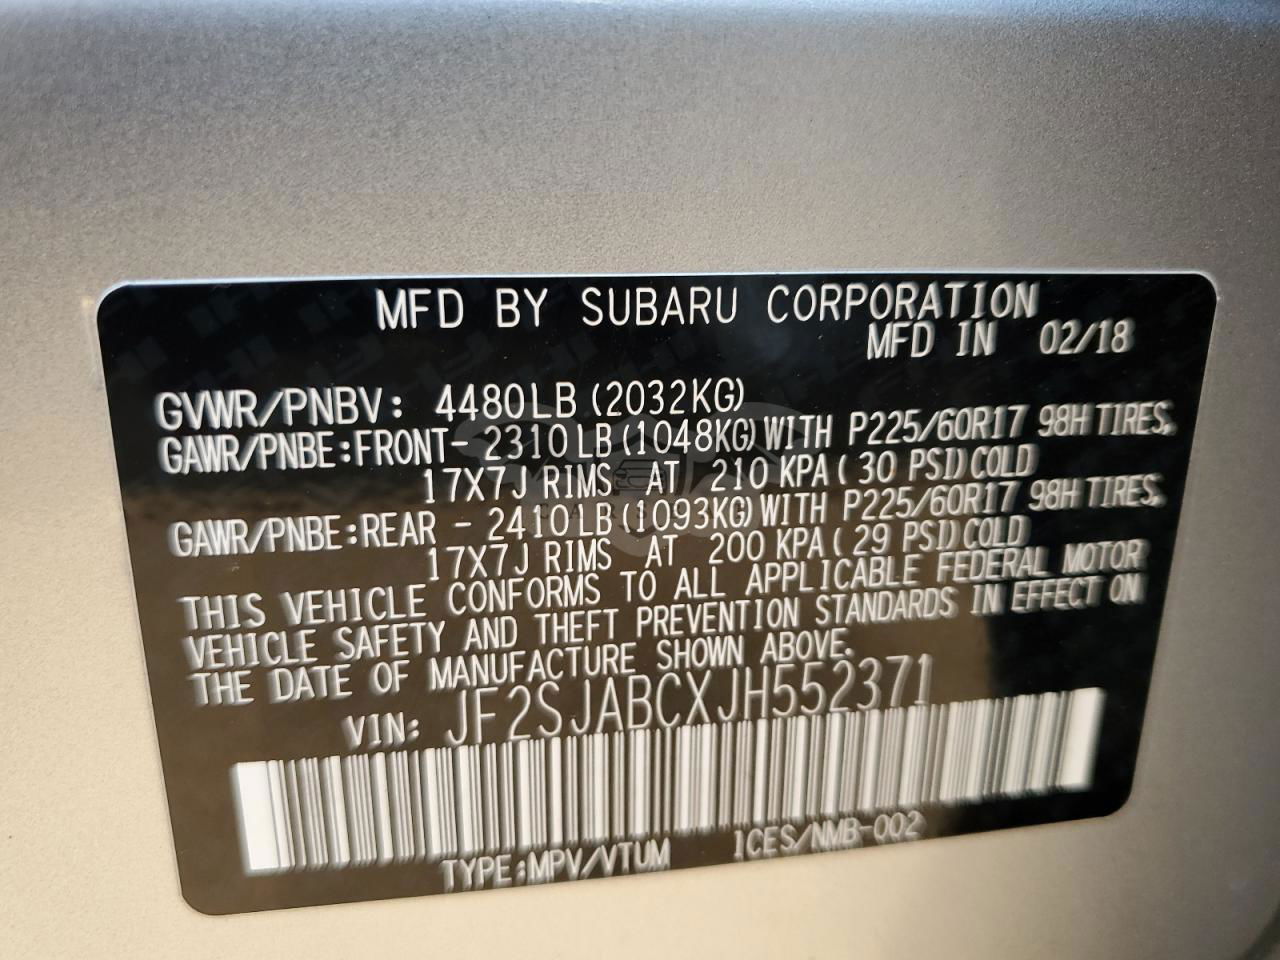 MFD BY SUBARU CORPORATION
MFD IN 02/18
GVWR/PNBV: 4480LB (2032KG)
GAWR/PNBE:FRONT- 2310LB(1048KG)WITH P225/60R17 98H TIRES,
17X7J RIMS AT 210 KPA(30 PSI)COLD
GAWR/PNBE:REAR - 2410LB(1093KG)WITH P225/60R17 98H TIRES,
17X7J RIMS AT 200 KPA(29 PSI)COLD
THIS VEHICLE CONFORMS TO ALL APPLICABLE FEDERAL MOTOR
VEHICLE SAFETY AND THEFT PREVENTION STANDARDS IN EFFECT ON
THE DATE OF MANUFACTURE SHOWN ABOVE.
VIN: JF2SJABCXJH552371
TYPE:MPV/VTUM ICES/NMB-002